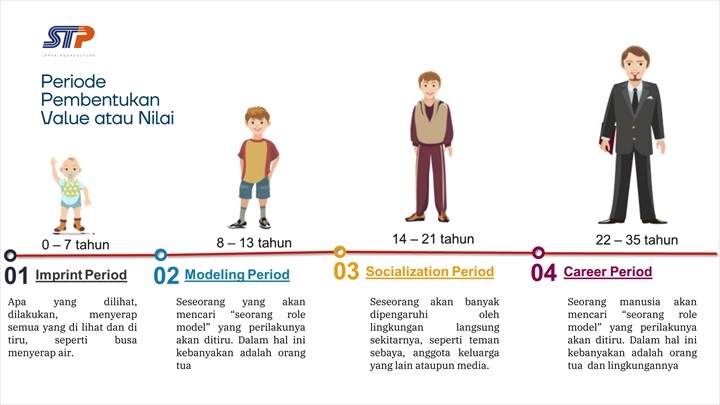 STP
JAPFA AQUACULTURE
Periode
Pembentukan
Value atau Nilai
0 – 7 tahun
8 – 13 tahun
14 – 21 tahun
22 – 35 tahun
01 Imprint Period
Apa yang dilihat,
dilakukan, menyerap
semua yang di lihat dan di
tiru, seperti busa
menyerap air.
02 Modeling Period
Seseorang yang akan
mencari “seorang role
model” yang perilakunya
akan ditiru. Dalam hal ini
kebanyakan adalah orang
tua
03 Socialization Period
Seseorang akan banyak
dipengaruhi oleh
lingkungan langsung
sekitarnya, seperti teman
sebaya, anggota keluarga
yang lain ataupun media.
04 Career Period
Seorang manusia akan
mencari “seorang role
model” yang perilakunya
akan ditiru. Dalam hal ini
kebanyakan adalah orang
tua dan lingkungannya